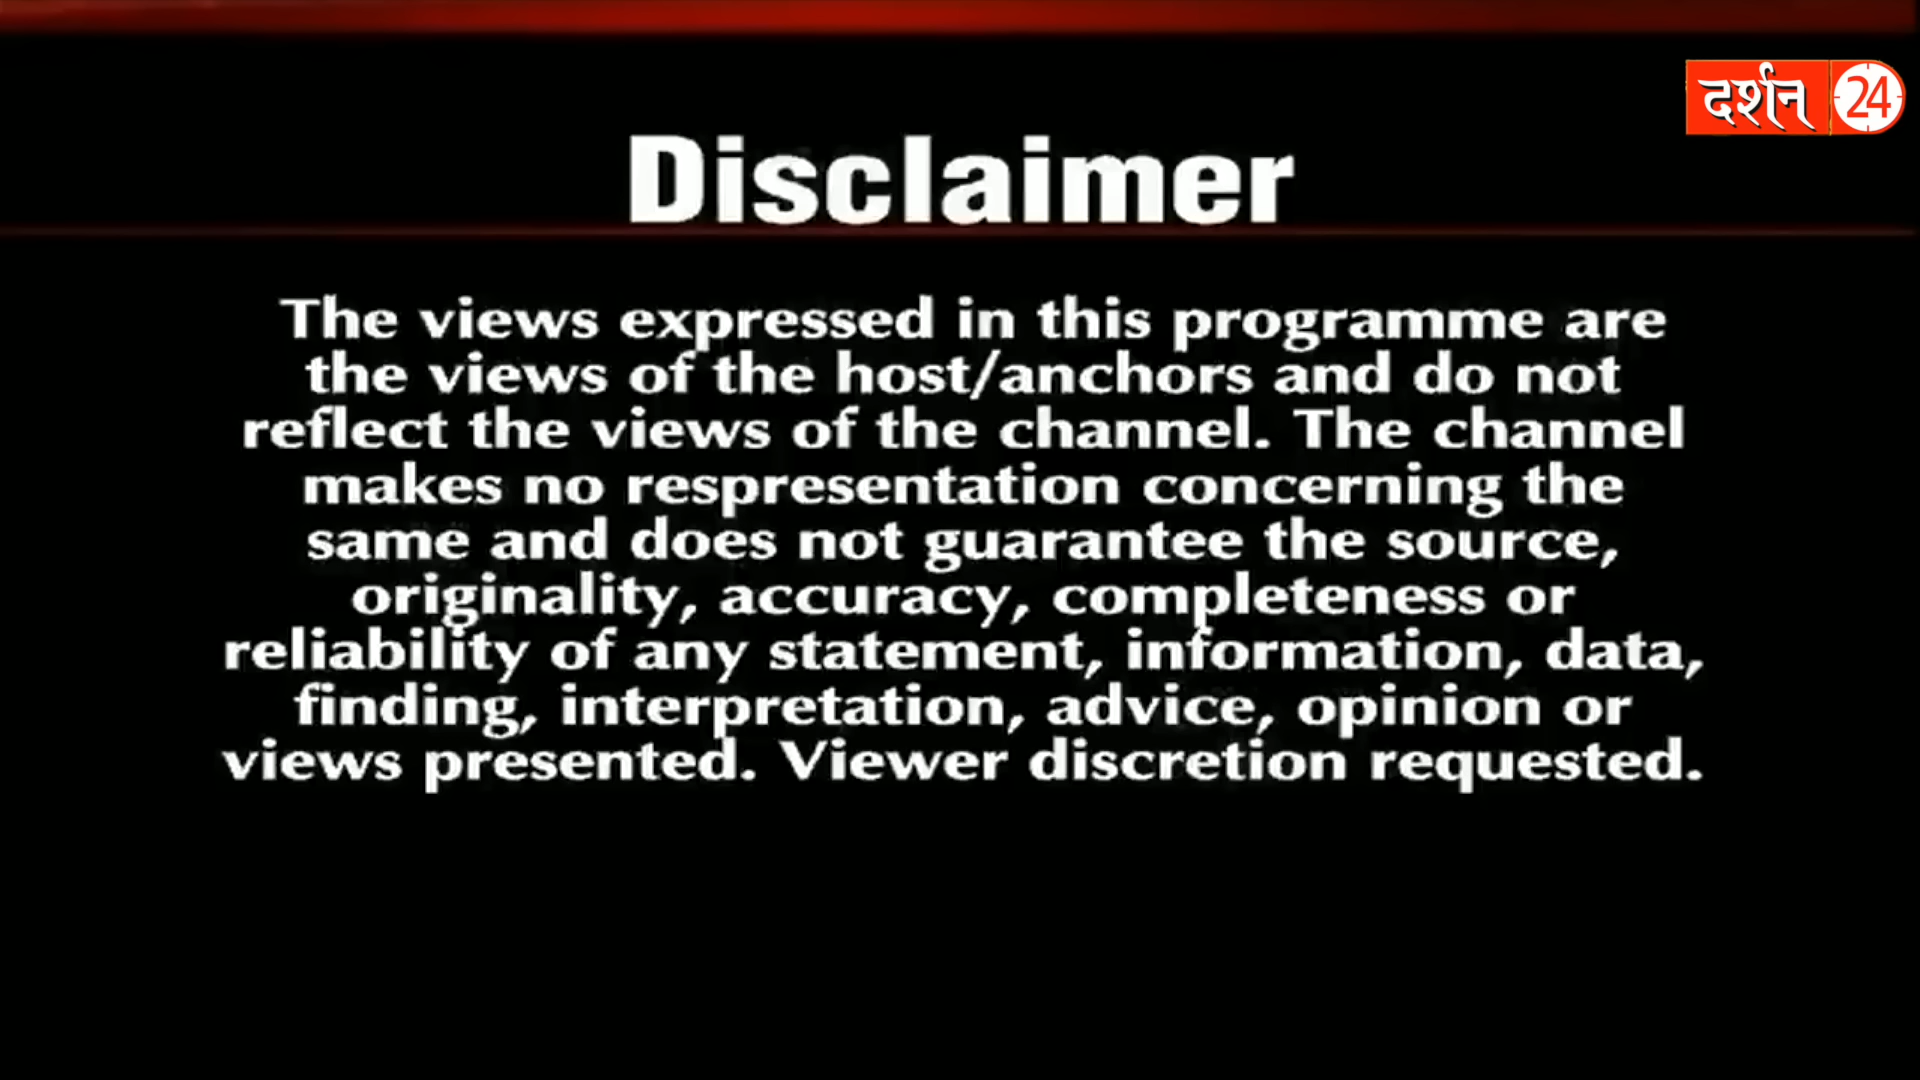 दर्शन 24
Disclaimer
The views expressed in this programme are
the views of the host/anchors and do not
reflect the views of the channel. The channel
makes no respresentation concerning the
same and does not guarantee the source,
originality, accuracy, completeness or
reliability of any statement, information, data,
finding, interpretation, advice, opinion or
views presented. Viewer discretion requested.